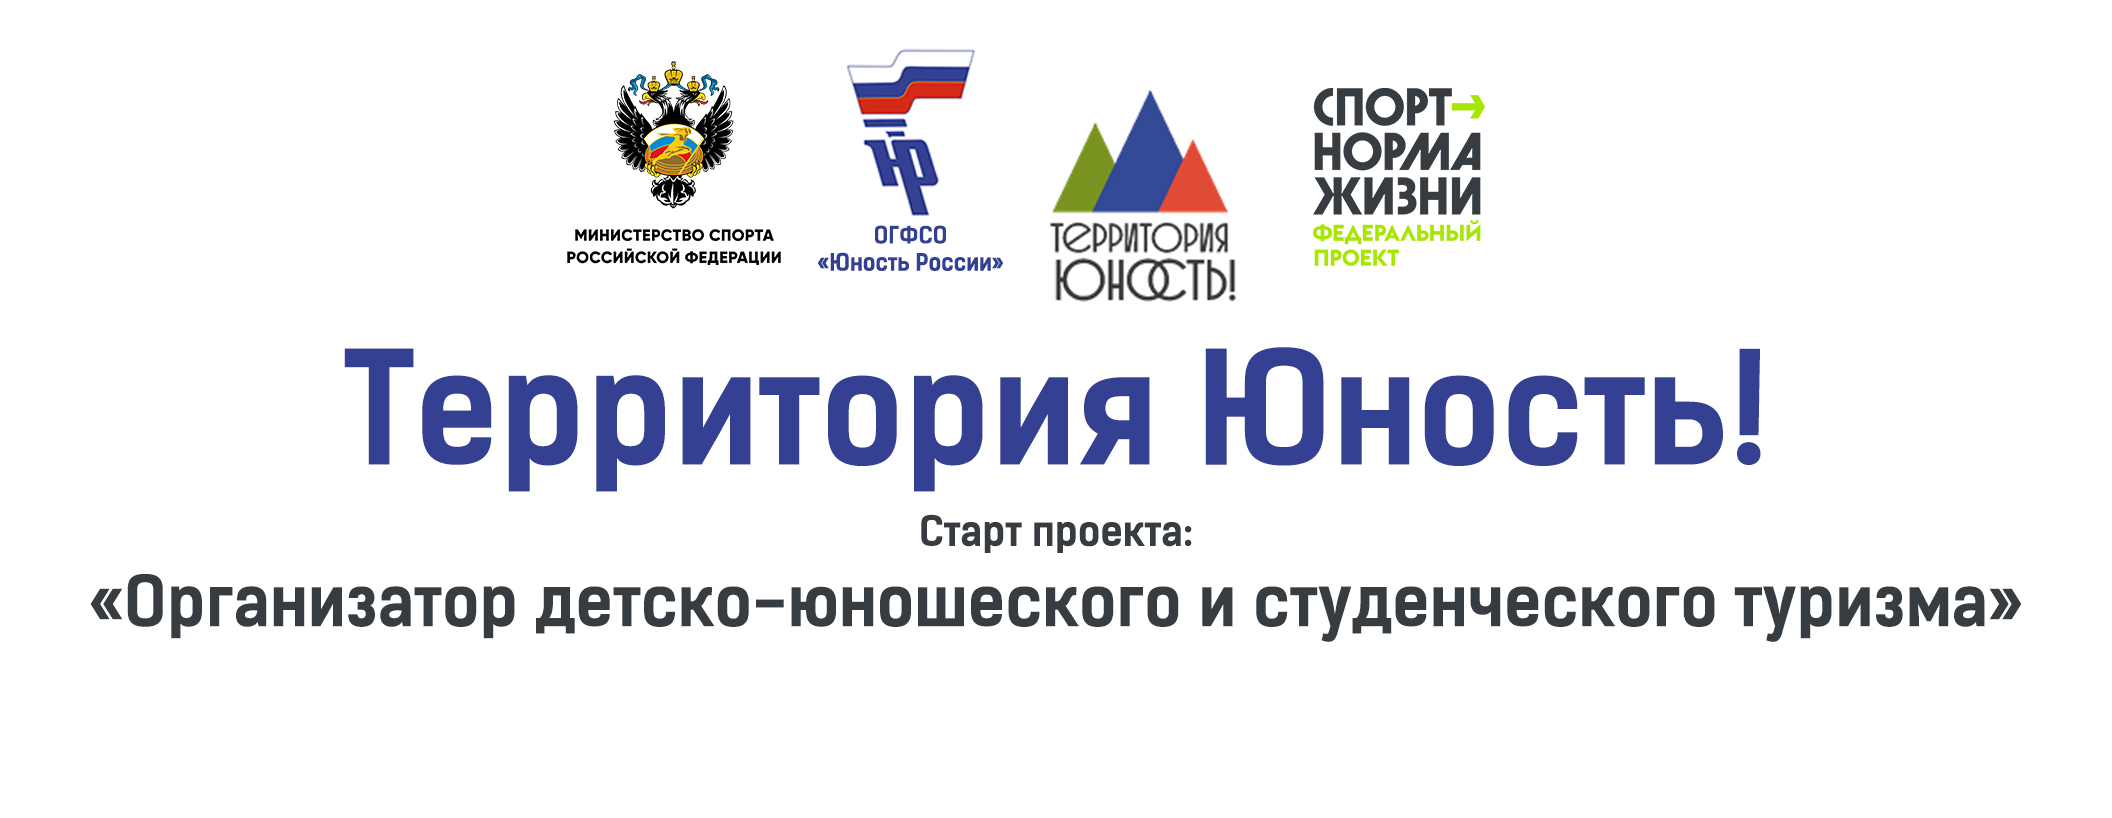 МИНИСТЕРСТВО СПОРТА
РОССИЙСКОЙ ФЕДЕРАЦИИ
ЮР
ОГФСО
«Юность России»
ТЕРРИТОРИЯ
ЮНОСТЬ!
СПОРТ
НОРМА
ЖИЗНИ
ФЕДЕРАЛЬНЫЙ
ПРОЕКТ
Территория Юность!
Старт проекта:
«Организатор детско-юношеского и студенческого туризма»